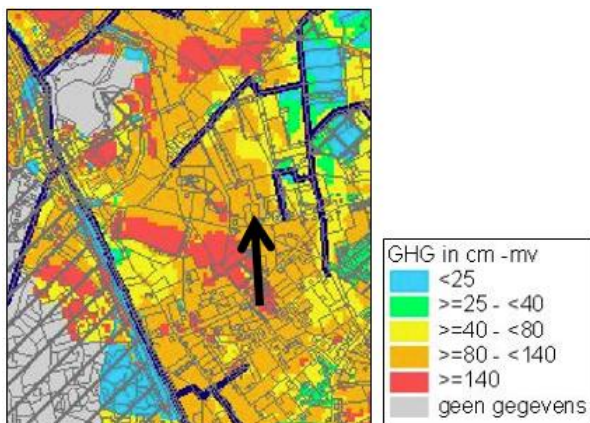 GHG in cm -mv
<25
>=25 - <40
>=40 - <80
>=80 - <140
>=140
geen gegevens